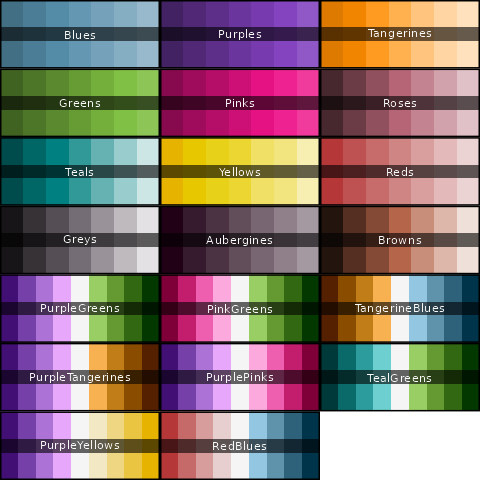 Blues
Purples
Tangerines
Greens
Pinks
Roses
Teals
Yellows
Reds
Greys
Aubergines
Browns
PurpleGreens
PinkGreens
TangerineBlues
PurpleTangerines
PurplePinks
TealGreens
PurpleYellows
RedBlues